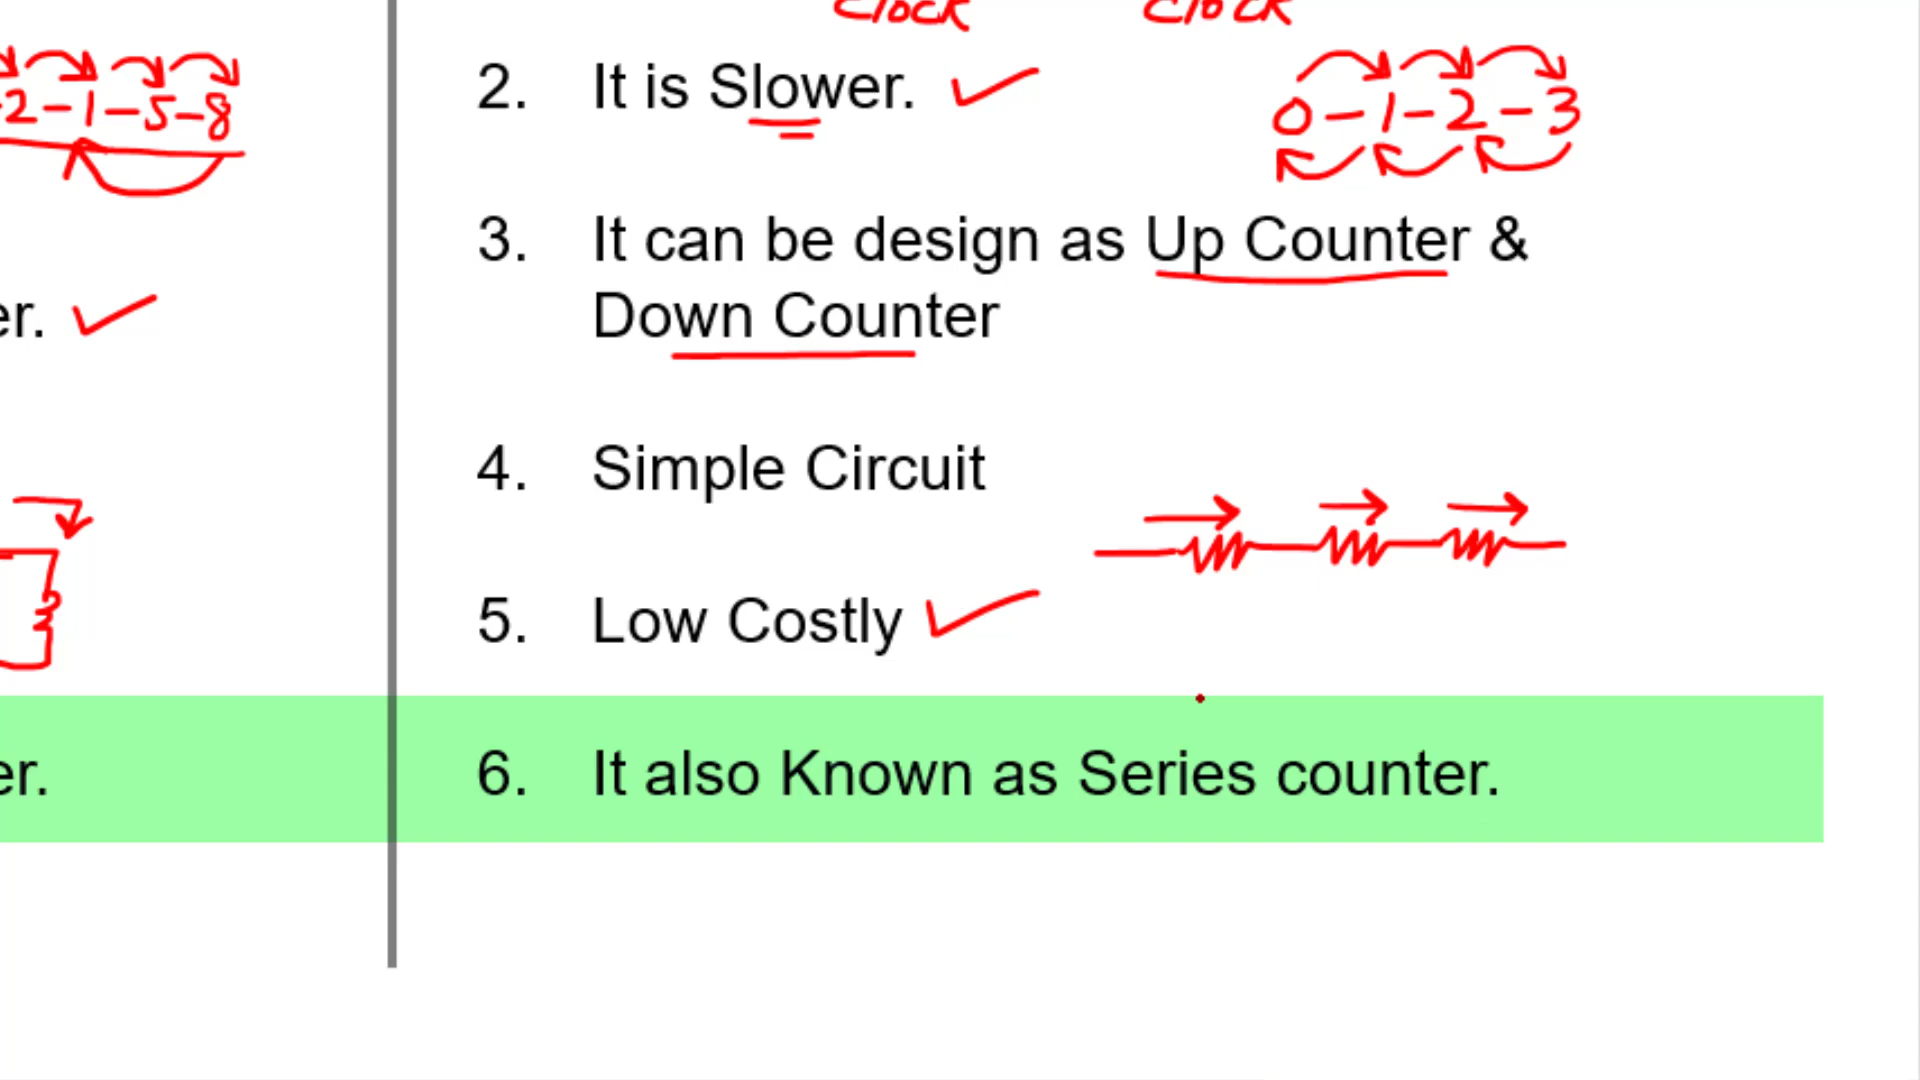 clock clock
-2-1-5-8
2. It is Slower.
0-1-2-3
3. It can be design as Up Counter &
Down Counter
er.
4. Simple Circuit
5. Low Costly
er.
6. It also Known as Series counter.